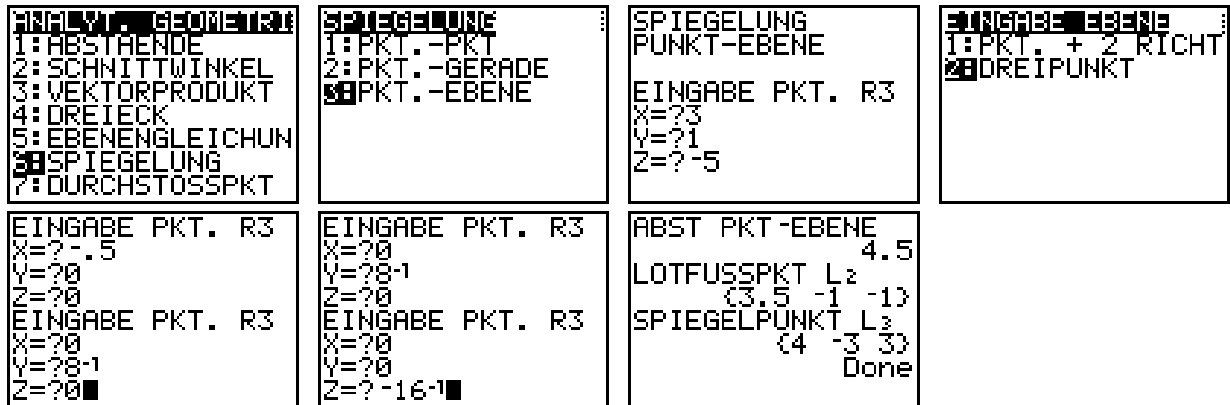 ANALYT. GEOMETRI
1:ABSTAENDE
2:SCHNITTWINKEL
3:VEKTORPRODUKT
4:DREIECK
5:EBENENGLEICHUN
6:SPIEGELUNG
7:DURCHSTOSSPKT
SPIEGELUNG
1:PKT.-PKT
2:PKT.-GERADE
3:PKT.-EBENE
SPIEGELUNG
PUNKT-EBENE
EINGABE PKT. R3
X=?3
Y=?1
Z=?-5
EINGABE EBENE
1:PKT. + 2 RICHT
2:DREIPUNKT
EINGABE PKT. R3
X=?-.5
Y=?0
Z=?0
EINGABE PKT. R3
X=?0
Y=?8⁻¹
Z=?0
EINGABE PKT. R3
X=?0
Y=?8⁻¹
Z=?0
EINGABE PKT. R3
X=?0
Y=?0
Z=?-16⁻¹
ABST PKT-EBENE
4.5
LOTFUSSPKT L₂
{3.5 -1 -1}
SPIEGELPUNKT L₃
{4 -3 3}
Done